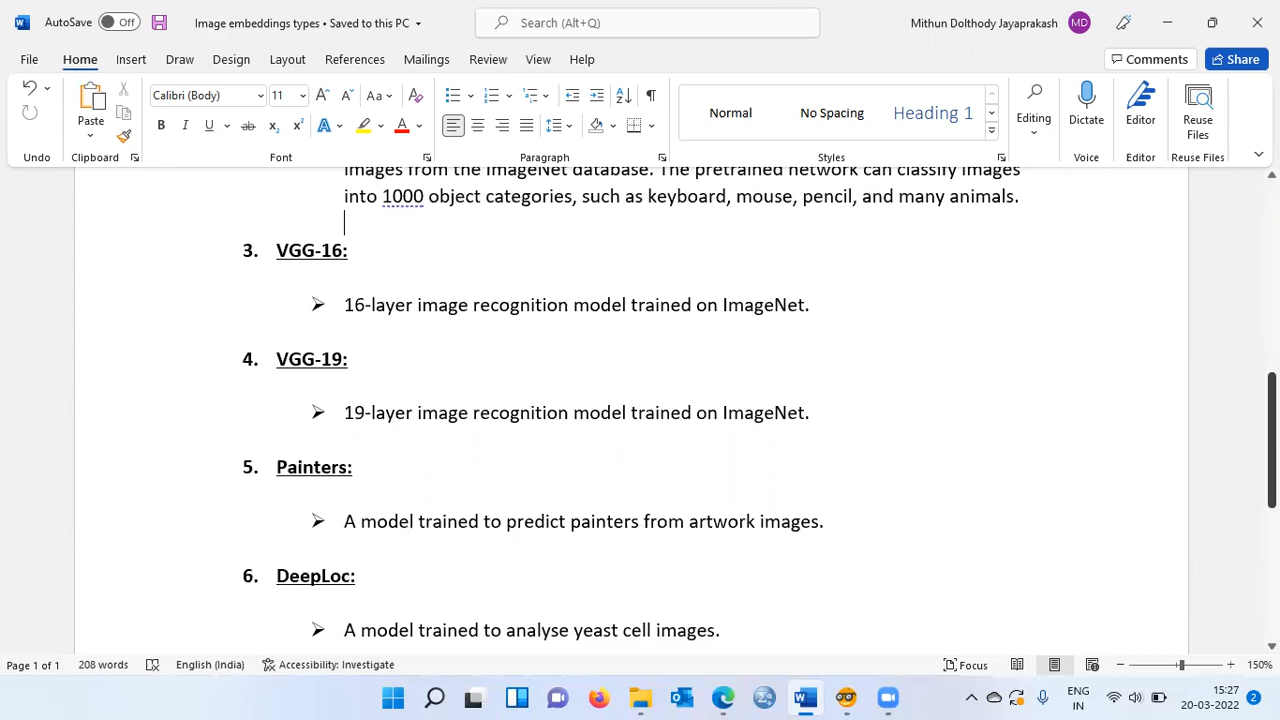 AutoSave Off Image embeddings types • Saved to this PC Search (Alt+Q) Mithun Dolthody Jayaprakash MD
File Home Insert Draw Design Layout References Mailings Review View Help Comments Share
Calibri (Body) 11 Aa Normal No Spacing Heading 1
Paste B I U ab x₂ x² A A Editing Dictate Editor Reuse Files
Undo Clipboard Font Paragraph Styles Voice Editor Reuse Files
images from the ImageNet database. The pretrained network can classify images
into 1000 object categories, such as keyboard, mouse, pencil, and many animals.
3. VGG-16:
➢ 16-layer image recognition model trained on ImageNet.
4. VGG-19:
➢ 19-layer image recognition model trained on ImageNet.
5. Painters:
➢ A model trained to predict painters from artwork images.
6. DeepLoc:
➢ A model trained to analyse yeast cell images.
Page 1 of 1 208 words English (India) Accessibility: Investigate Focus 150%
ENG 15:27
IN 20-03-2022 2